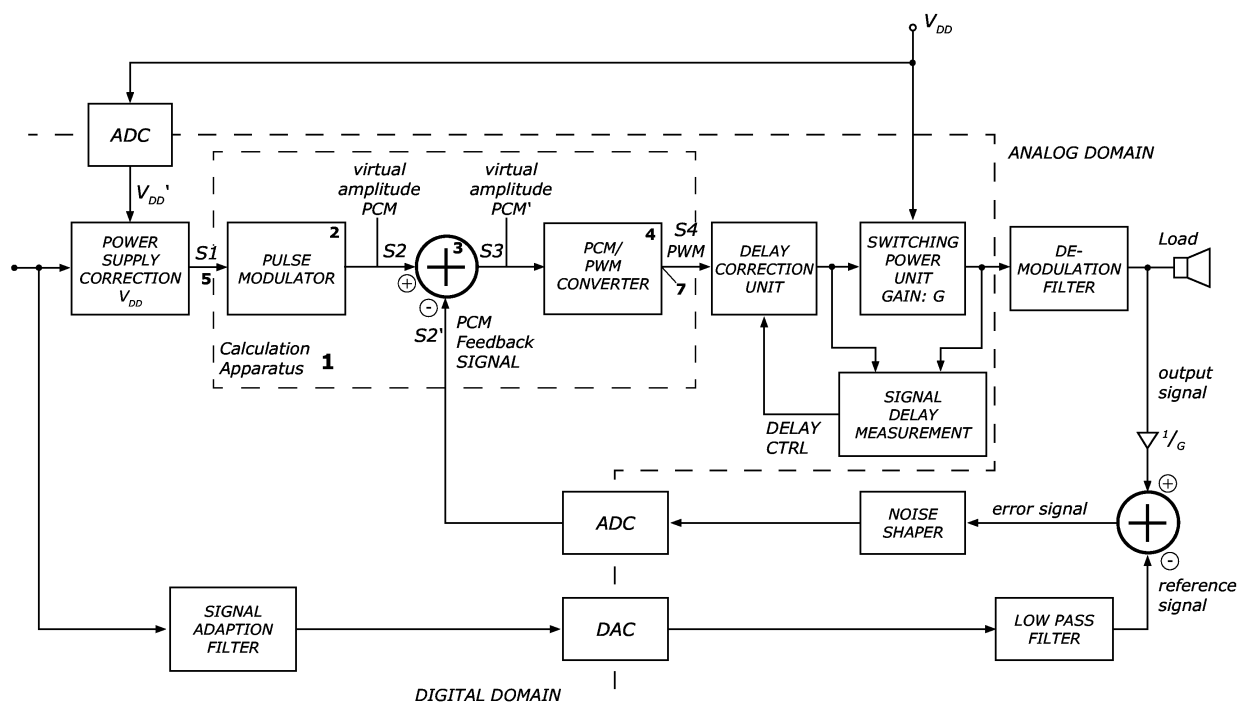 V_DD
ADC
ANALOG DOMAIN
V_DD'
virtual
amplitude
PCM
virtual
amplitude
PCM'
POWER
SUPPLY
CORRECTION
V_DD
S1
5
2
PULSE
MODULATOR
S2
+
3
S3
4
PCM/
PWM
CONVERTER
S4
PWM
7
DELAY
CORRECTION
UNIT
SWITCHING
POWER
UNIT
GAIN: G
DE-
MODULATION
FILTER
Load
+
-
S2'
PCM
Feedback
SIGNAL
Calculation
Apparatus 1
DELAY
CTRL
SIGNAL
DELAY
MEASUREMENT
output
signal
1/G
+
ADC
NOISE
SHAPER
error signal
+
-
reference
signal
SIGNAL
ADAPTION
FILTER
DAC
LOW PASS
FILTER
DIGITAL DOMAIN